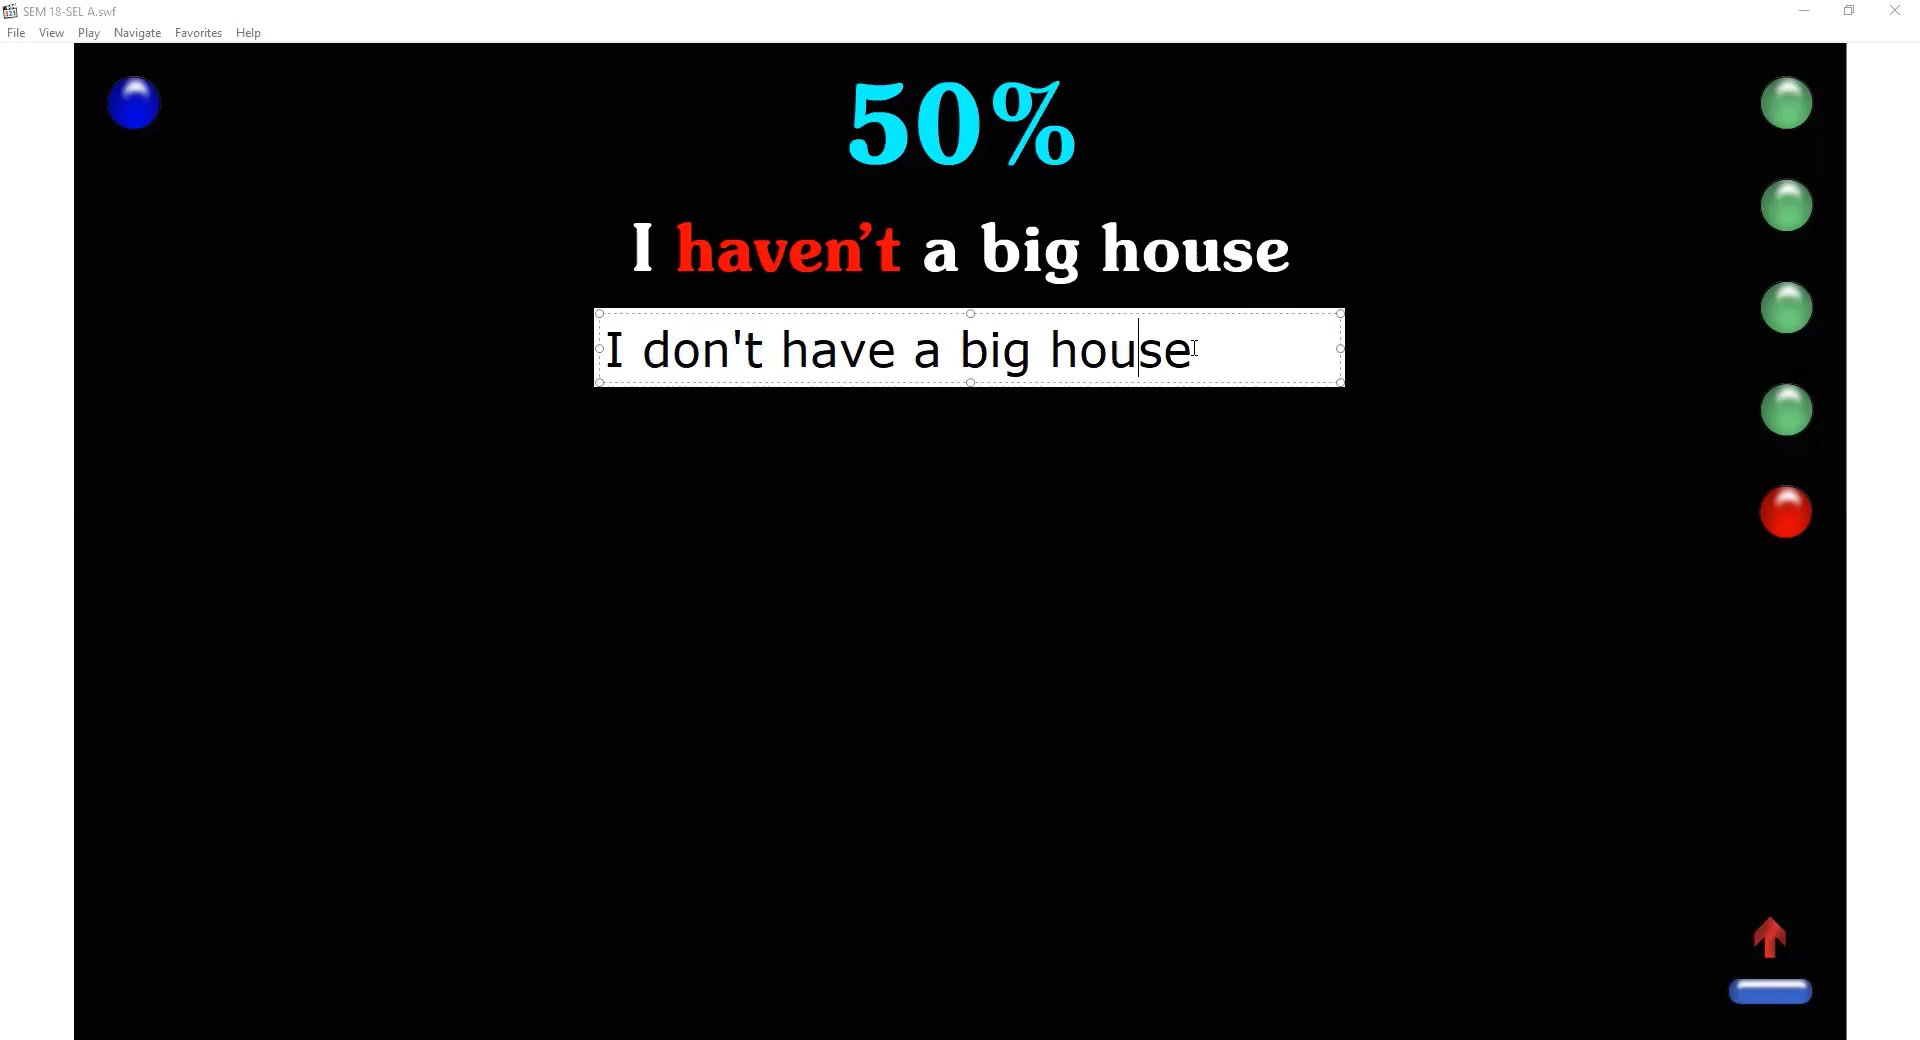 SEM 18-SEL A.swf
File View Play Navigate Favorites Help
50%
I haven’t a big house
I don't have a big house